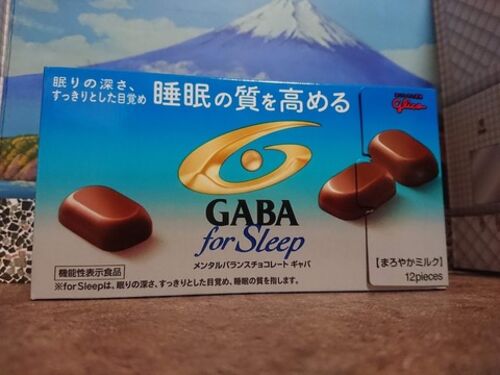 眠りの深さ、
すっきりとした目覚め 睡眠の質を高める
glico
GABA
for Sleep
メンタルバランスチョコレート ギャバ
【まろやかミルク】
12pieces
機能性表示食品
※for Sleepは、眠りの深さ、すっきりとした目覚め、睡眠の質を指します。